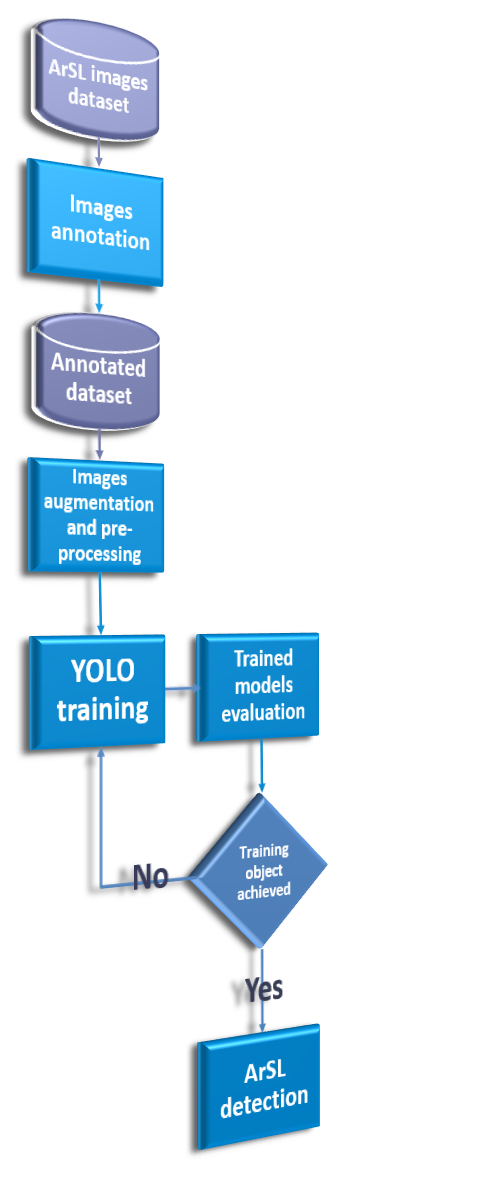 ArSL images
dataset
Images
annotation
Annotated
dataset
Images
augmentation
and pre-
processing
YOLO
training
Trained
models
evaluation
Training
object
achieved
No
Yes
ArSL
detection